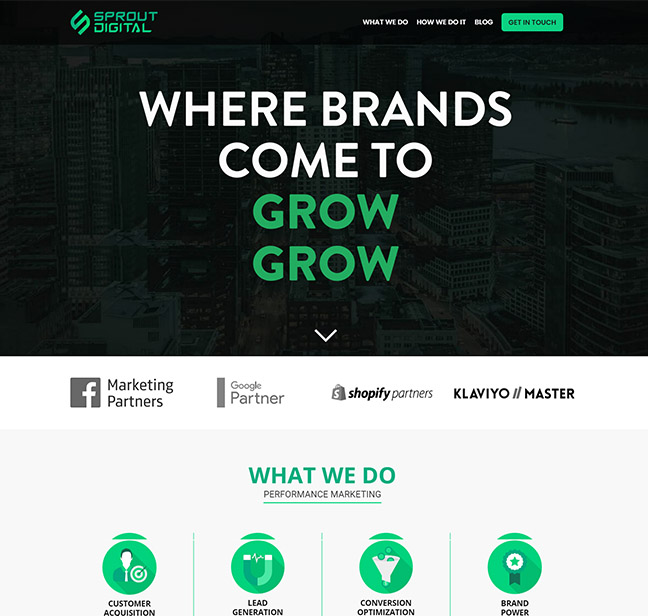 SPROUT
DIGITAL
WHAT WE DO
HOW WE DO IT
BLOG
GET IN TOUCH
WHERE BRANDS
COME TO
GROW
GROW
Marketing
Partners
Google
Partner
shopify partners
KLAVIYO // MASTER
WHAT WE DO
PERFORMANCE MARKETING
CUSTOMER
ACQUISITION
LEAD
GENERATION
CONVERSION
OPTIMIZATION
BRAND
POWER